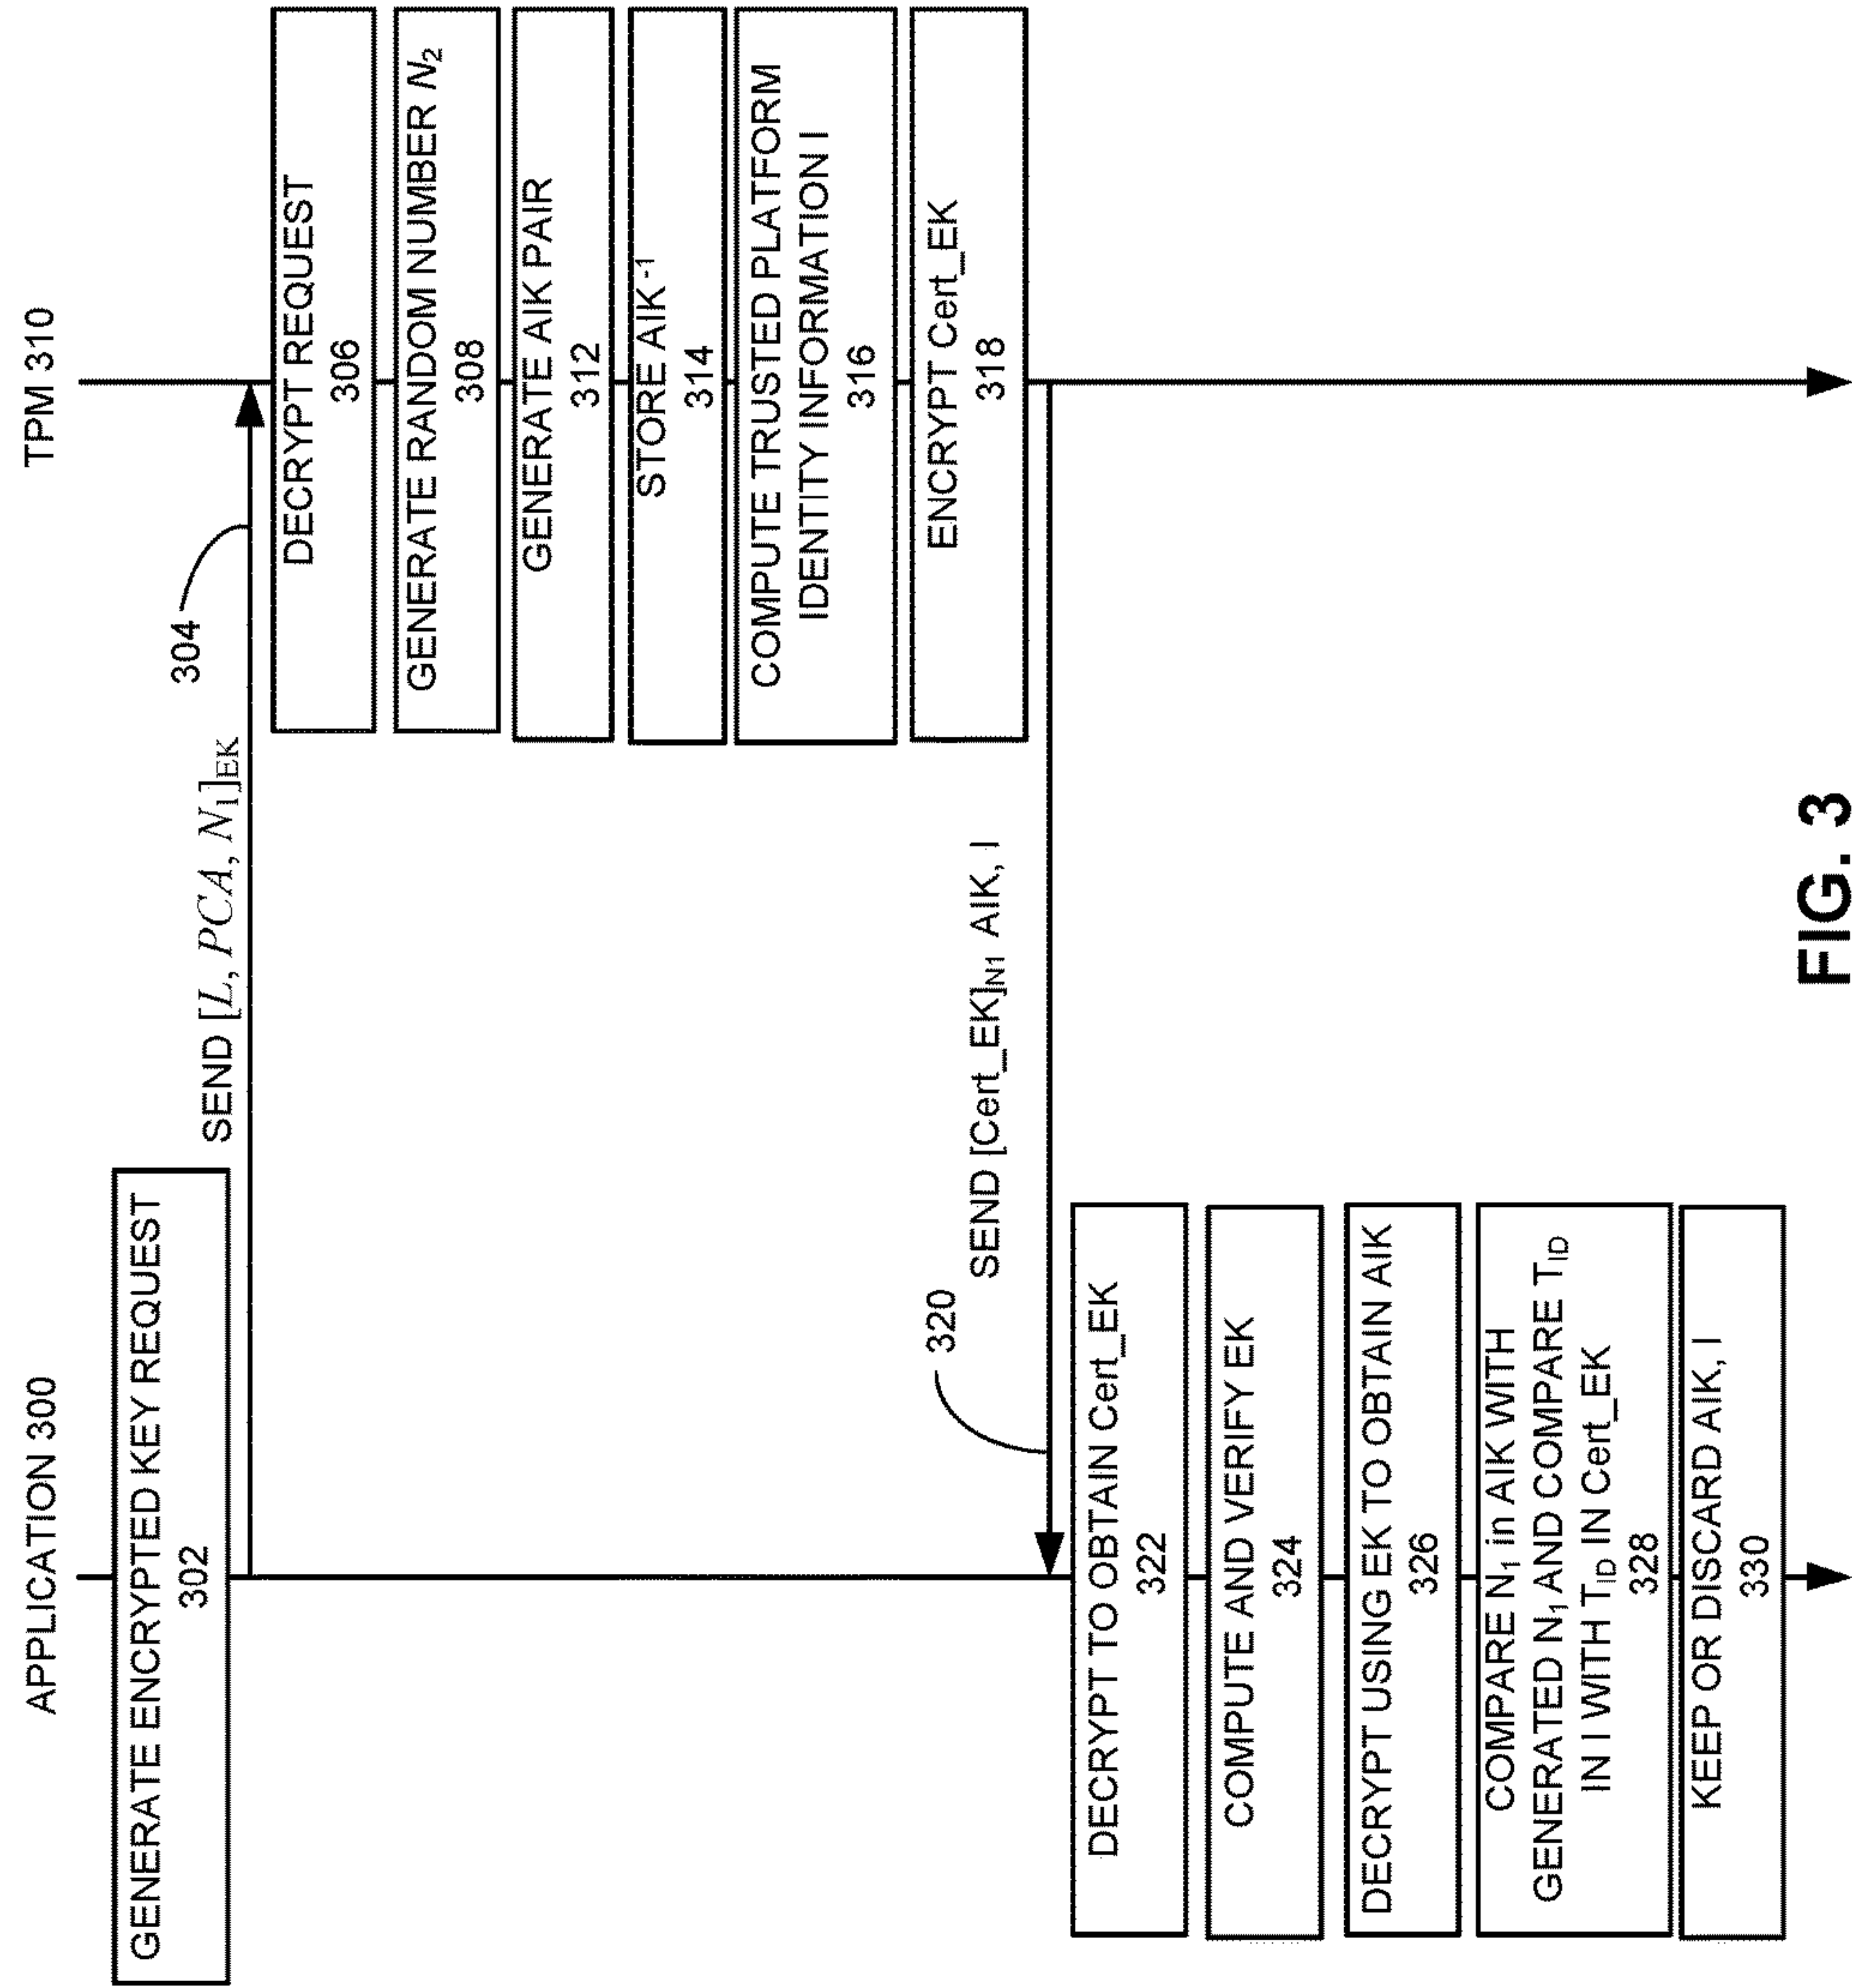 APPLICATION 300
TPM 310
GENERATE ENCRYPTED KEY REQUEST
302
SEND [L, PCA, N₁]EK
304
DECRYPT REQUEST
306
GENERATE RANDOM NUMBER N₂
308
GENERATE AIK PAIR
312
STORE AIK⁻¹
314
COMPUTE TRUSTED PLATFORM
IDENTITY INFORMATION I
316
ENCRYPT Cert_EK
318
SEND [Cert_EK]N1 AIK, I
320
DECRYPT TO OBTAIN Cert_EK
322
COMPUTE AND VERIFY EK
324
DECRYPT USING EK TO OBTAIN AIK
326
COMPARE N₁ in AIK WITH
GENERATED N₁ AND COMPARE TID
IN I WITH TID IN Cert_EK
328
KEEP OR DISCARD AIK, I
330
FIG. 3